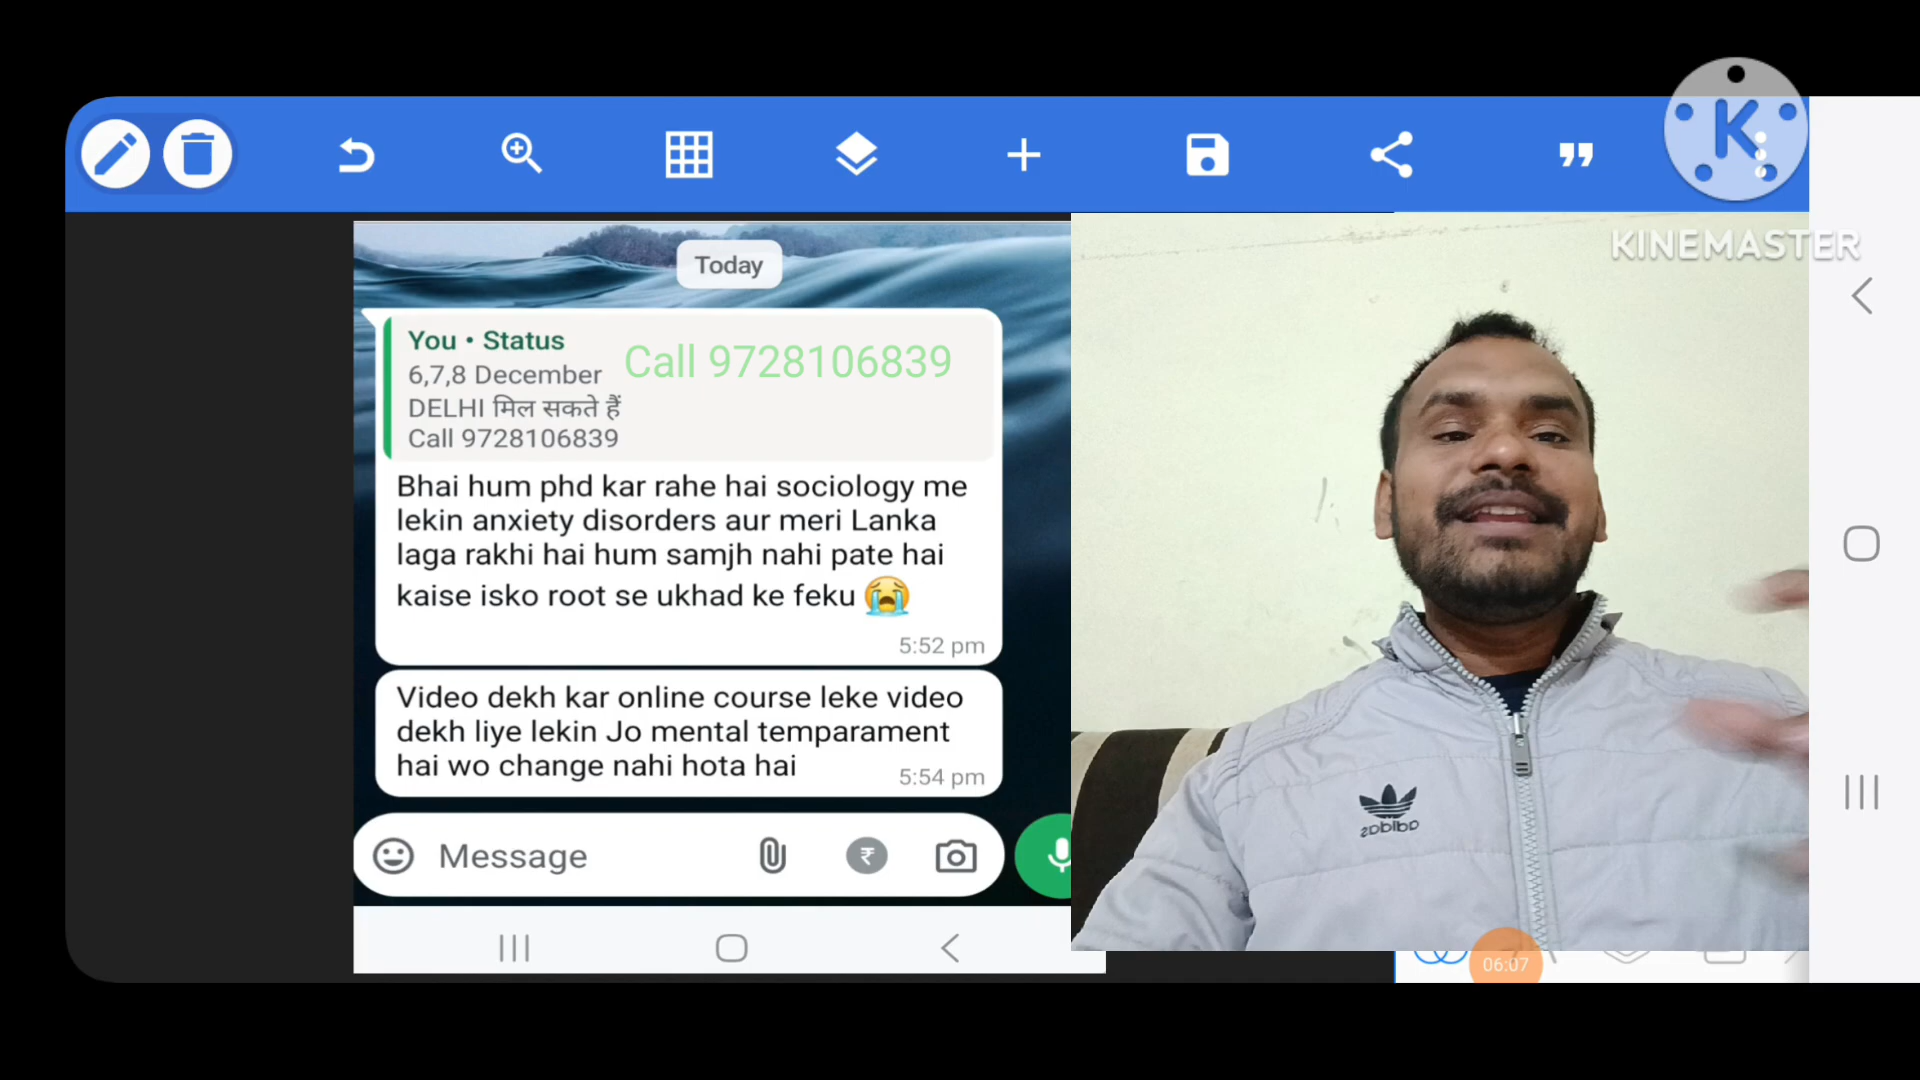 KINEMASTER
Today
You • Status
6,7,8 December
DELHI मिल सकते हैं
Call 9728106839
Call 9728106839
Bhai hum phd kar rahe hai sociology me
lekin anxiety disorders aur meri Lanka
laga rakhi hai hum samjh nahi pate hai
kaise isko root se ukhad ke feku 😭
5:52 pm
Video dekh kar online course leke video
dekh liye lekin Jo mental temparament
hai wo change nahi hota hai
5:54 pm
Message
adidas
06:07